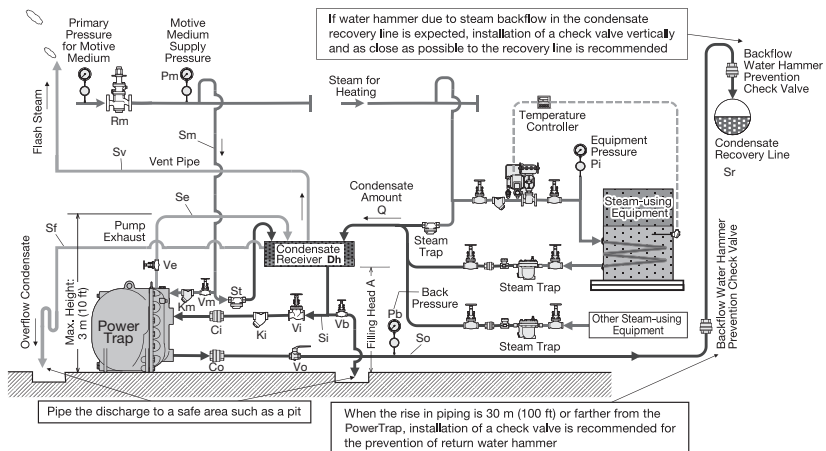 If water hammer due to steam backflow in the condensate
recovery line is expected, installation of a check valve vertically
and as close as possible to the recovery line is recommended
Primary
Pressure
for Motive
Medium
Motive
Medium
Supply
Pressure
Pm
Rm
Steam for
Heating
Temperature
Controller
Equipment
Pressure
Pi
Backflow
Water Hammer
Prevention
Check Valve
Condensate
Recovery Line
Sr
Flash Steam
Sm
Sv
Vent Pipe
Se
Sf
Pump
Exhaust
Condensate
Amount
Q
Steam
Trap
Steam-using
Equipment
Condensate
Receiver Dh
Overflow Condensate
Max. Height:
3 m (10 ft)
Ve
Km
Vm
St
Power
Trap
Ci
Ki
Vi
Si
Vb
Filling Head A
Pb
Back
Pressure
So
Steam Trap
Other Steam-using
Equipment
Steam Trap
Co
Vo
Backflow Water Hammer
Prevention Check Valve
Pipe the discharge to a safe area such as a pit
When the rise in piping is 30 m (100 ft) or farther from the
PowerTrap, installation of a check valve is recommended for
the prevention of return water hammer